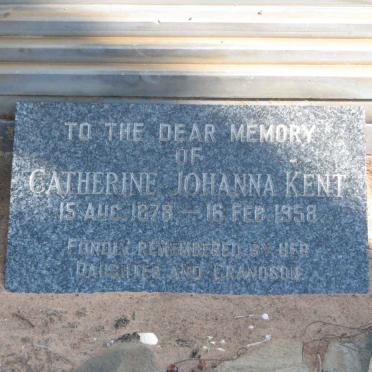 TO THE DEAR MEMORY
OF
CATHERINE JOHANNA KENT
15 AUG. 1878. — 16 FEB. 1958
FONDLY REMEMBERED BY HER
DAUGHTER AND GRANDSON